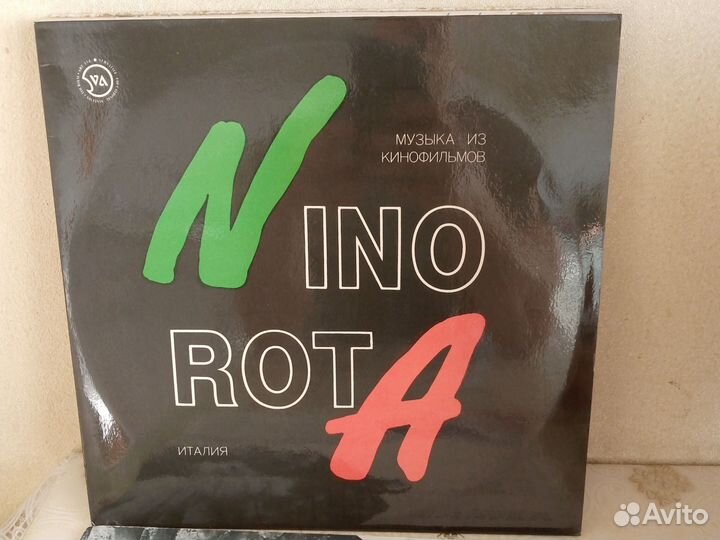 МУЗЫКА ИЗ
КИНОФИЛЬМОВ
NINO
ROTA
ИТАЛИЯ
Avito